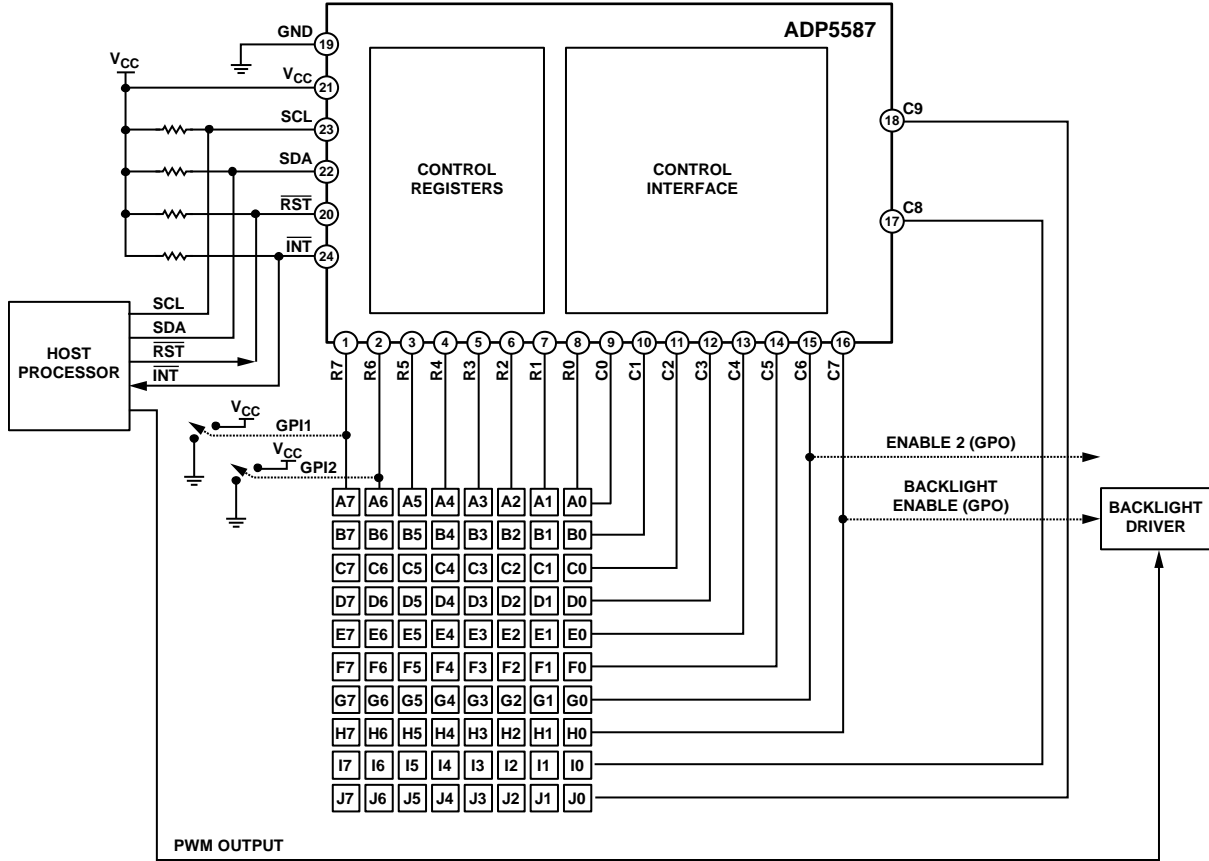 ADP5587
GND
19
VCC
VCC
21
SCL
23
SDA
22
RST
20
INT
24
CONTROL
REGISTERS
CONTROL
INTERFACE
18
C9
17
C8
HOST
PROCESSOR
SCL
SDA
RST
INT
1 2 3 4 5 6 7 8 9 10 11 12 13 14 15 16
R7 R6 R5 R4 R3 R2 R1 R0 C0 C1 C2 C3 C4 C5 C6 C7
VCC
GPI1
VCC
GPI2
ENABLE 2 (GPO)
BACKLIGHT
ENABLE (GPO)
BACKLIGHT
DRIVER
A7 A6 A5 A4 A3 A2 A1 A0
B7 B6 B5 B4 B3 B2 B1 B0
C7 C6 C5 C4 C3 C2 C1 C0
D7 D6 D5 D4 D3 D2 D1 D0
E7 E6 E5 E4 E3 E2 E1 E0
F7 F6 F5 F4 F3 F2 F1 F0
G7 G6 G5 G4 G3 G2 G1 G0
H7 H6 H5 H4 H3 H2 H1 H0
I7 I6 I5 I4 I3 I2 I1 I0
J7 J6 J5 J4 J3 J2 J1 J0
PWM OUTPUT